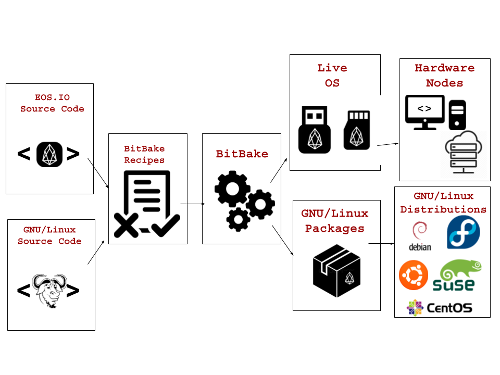 EOS.IO
Source Code
< >
GNU/Linux
Source Code
< >
BitBake
Recipes
BitBake
Live
OS
GNU/Linux
Packages
Hardware
Nodes
< >
GNU/Linux
Distributions
debian
SUSE
CentOS